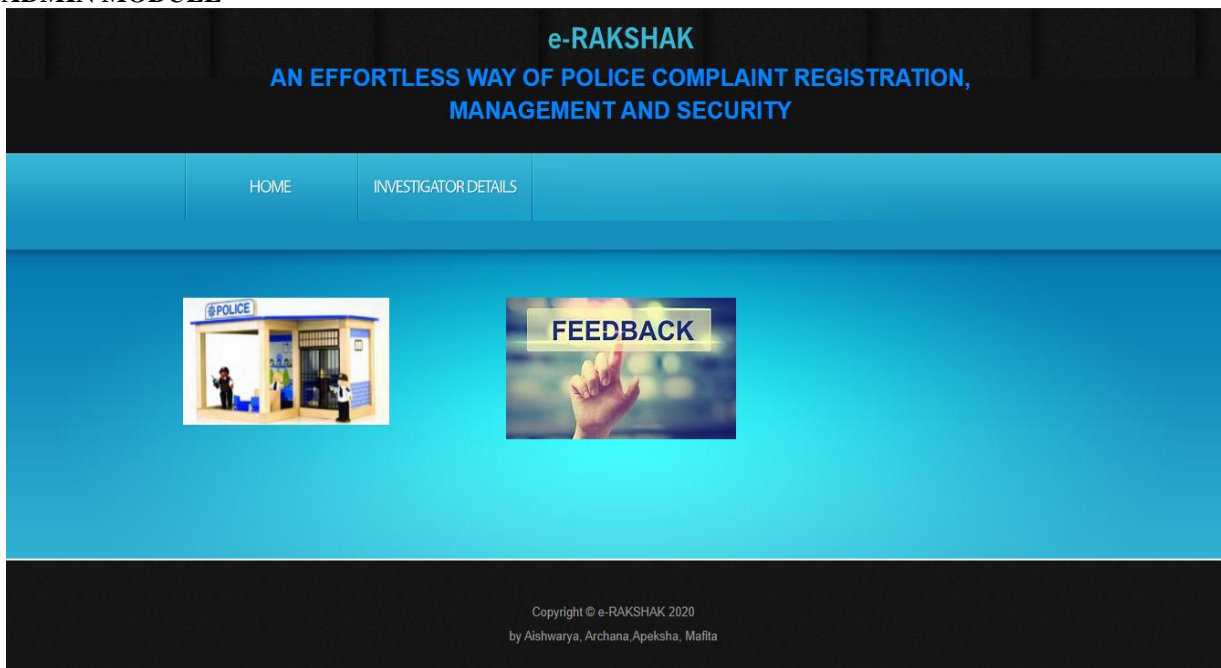 ADMIN MODULE
e-RAKSHAK
AN EFFORTLESS WAY OF POLICE COMPLAINT REGISTRATION,
MANAGEMENT AND SECURITY
HOME INVESTIGATOR DETAILS
POLICE
FEEDBACK
Copyright © e-RAKSHAK 2020
by Aishwarya, Archana,Apeksha, Mafita